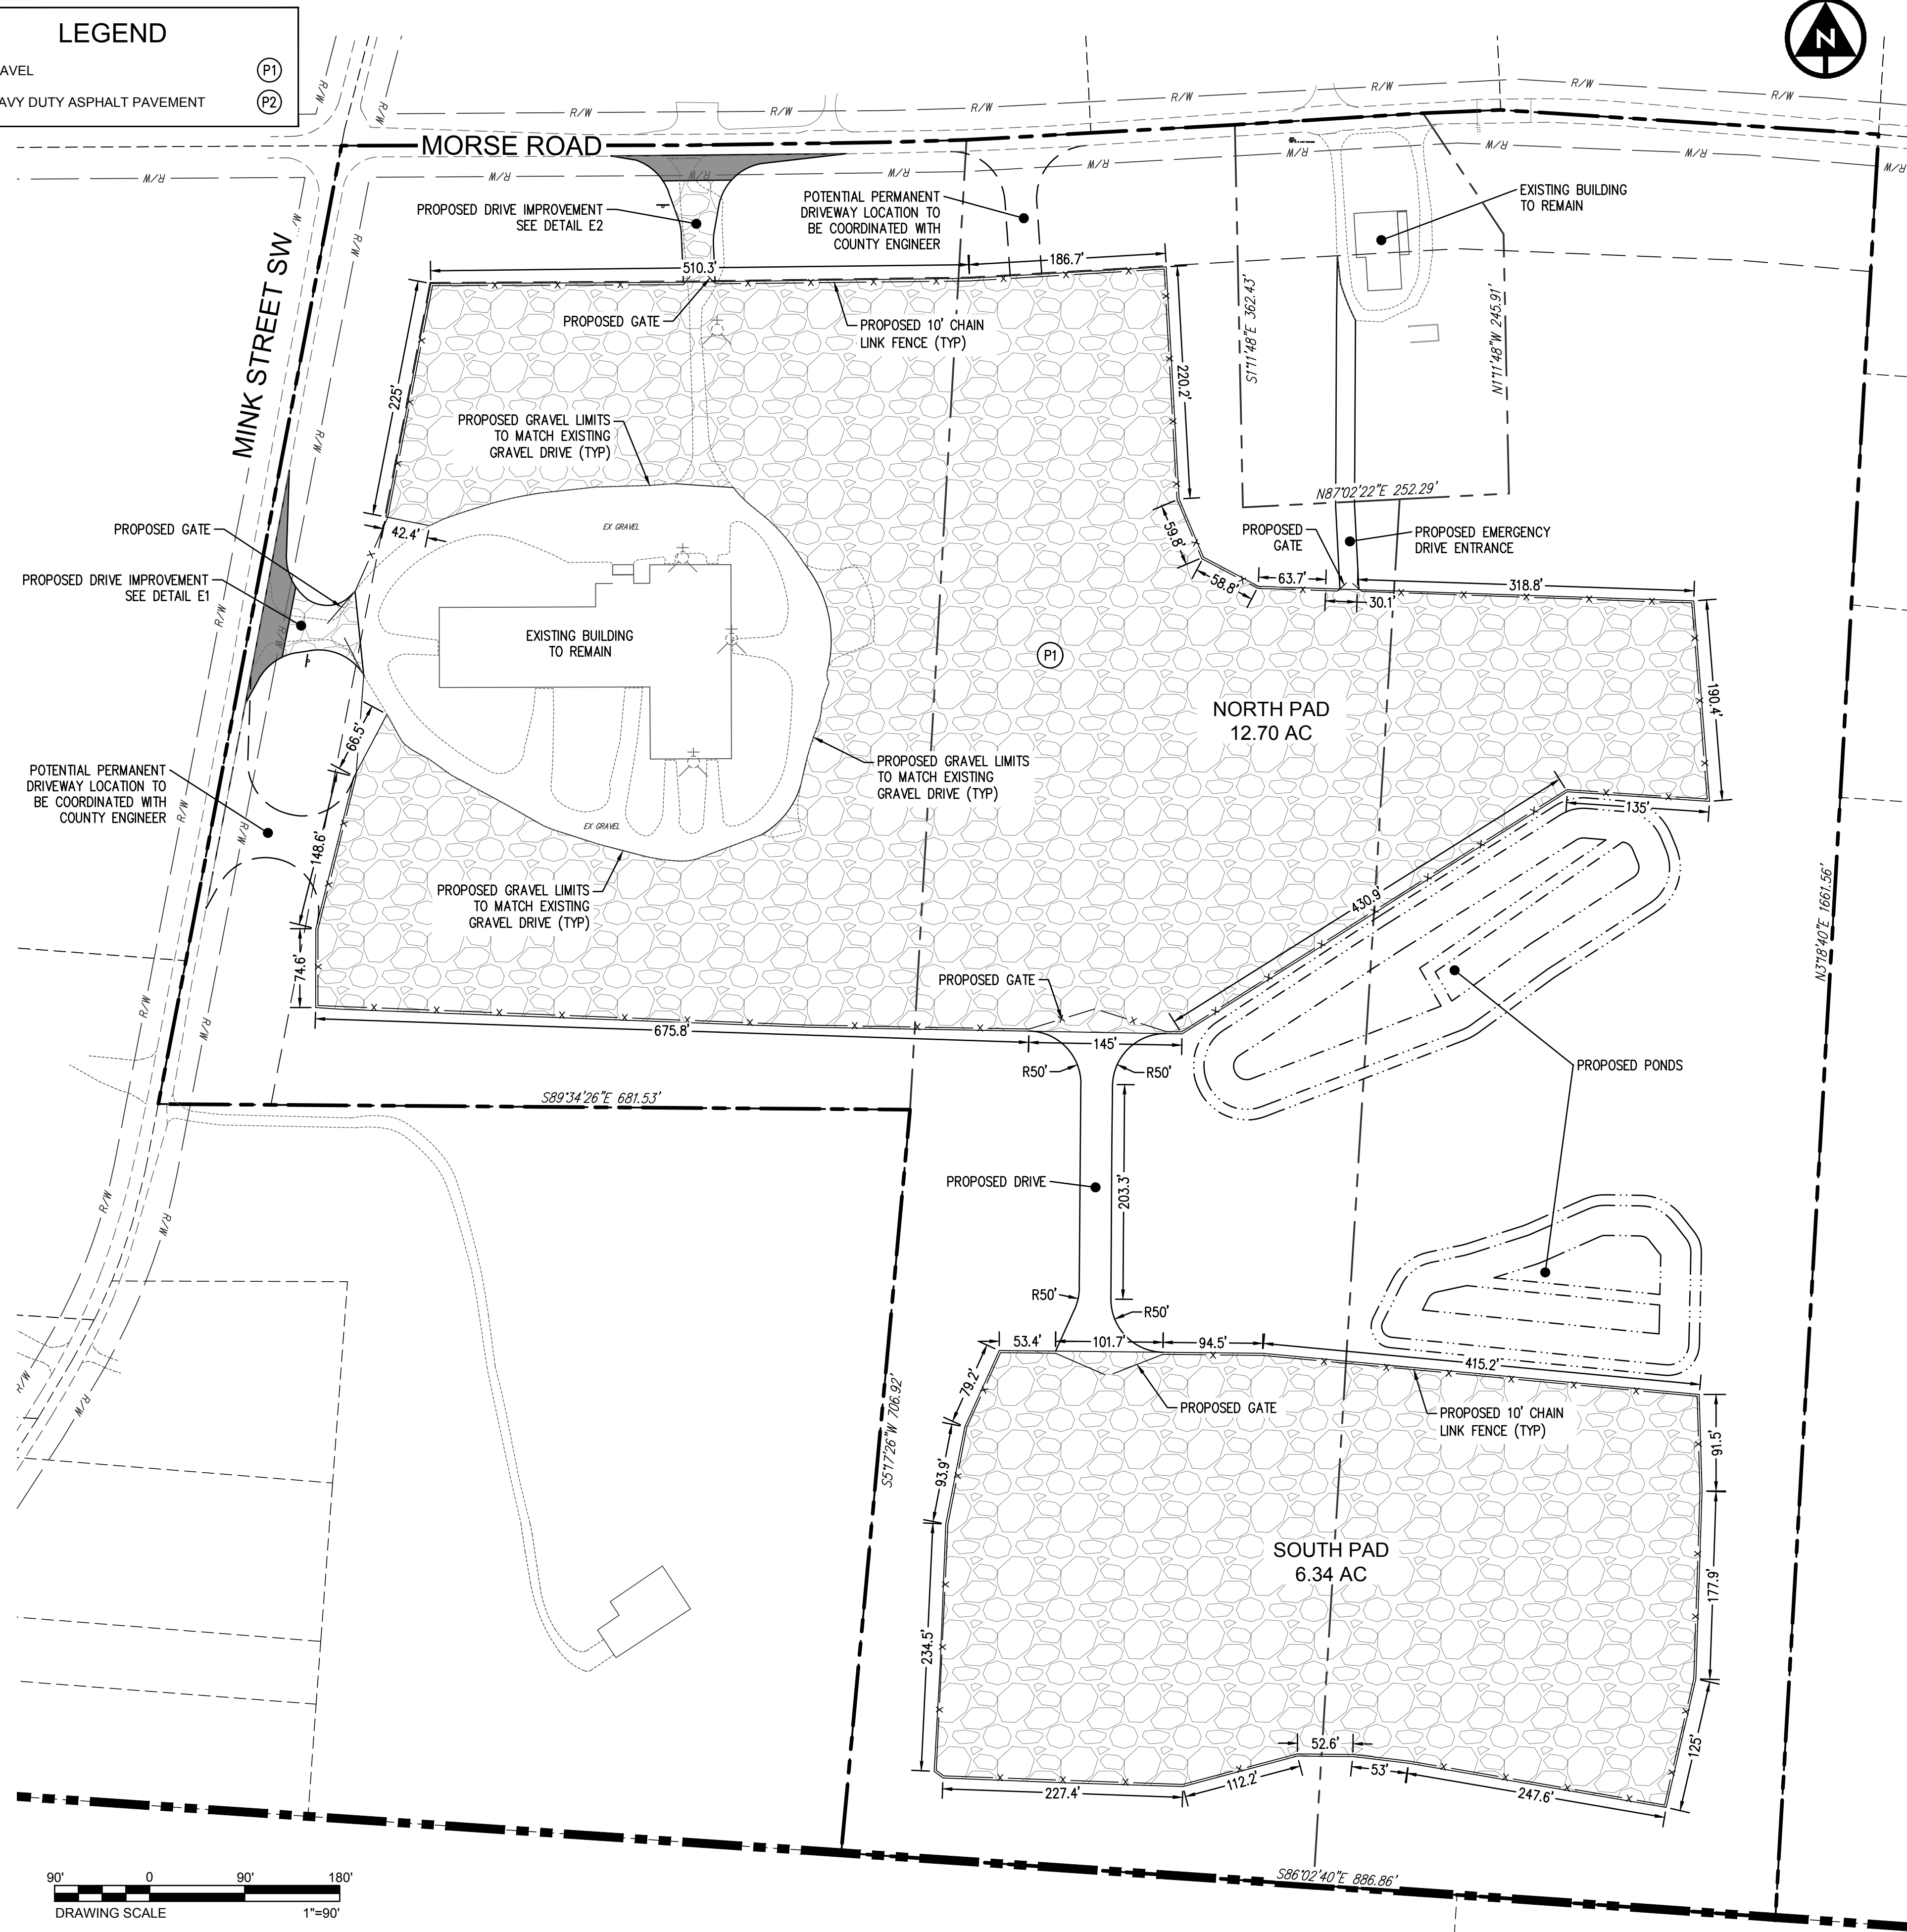 LEGEND
AVEL
P1
AVY DUTY ASPHALT PAVEMENT
P2
N
R/W
R/W
R/W
R/W
R/W
R/W
R/W
R/W
R/W
MORSE ROAD
R/W
R/W
R/W
R/W
R/W
R/W
R/W
R/W
MINK STREET SW
R/W
R/W
R/W
PROPOSED DRIVE IMPROVEMENT
SEE DETAIL E2
POTENTIAL PERMANENT
DRIVEWAY LOCATION TO
BE COORDINATED WITH
COUNTY ENGINEER
EXISTING BUILDING
TO REMAIN
510.3'
186.7'
PROPOSED GATE
PROPOSED 10' CHAIN
LINK FENCE (TYP)
S1°11'48"E 362.43'
N1°11'48"W 245.91'
225'
220.2'
PROPOSED GRAVEL LIMITS
TO MATCH EXISTING
GRAVEL DRIVE (TYP)
N87°02'22"E 252.29'
PROPOSED GATE
42.4'
EX GRAVEL
59.8'
PROPOSED
GATE
PROPOSED EMERGENCY
DRIVE ENTRANCE
PROPOSED DRIVE IMPROVEMENT
SEE DETAIL E1
58.8'
63.7'
30.1'
318.8'
R/W
R/W
EXISTING BUILDING
TO REMAIN
P1
190.4'
NORTH PAD
12.70 AC
66.5'
POTENTIAL PERMANENT
DRIVEWAY LOCATION TO
BE COORDINATED WITH
COUNTY ENGINEER
R/W
R/W
PROPOSED GRAVEL LIMITS
TO MATCH EXISTING
GRAVEL DRIVE (TYP)
135'
148.6'
EX GRAVEL
PROPOSED GRAVEL LIMITS
TO MATCH EXISTING
GRAVEL DRIVE (TYP)
430.9'
N3°18'40"E 1661.56'
74.6'
PROPOSED GATE
R/W
R/W
675.8'
145'
R50'
R50'
PROPOSED PONDS
S89°34'26"E 681.53'
PROPOSED DRIVE
203.3'
R/W
R/W
R50'
R50'
53.4'
101.7'
94.5'
415.2'
79.2'
R/W
R/W
S5°17'26"W 706.92'
PROPOSED GATE
PROPOSED 10' CHAIN
LINK FENCE (TYP)
91.5'
93.9'
SOUTH PAD
6.34 AC
177.9'
234.5'
52.6'
53'
125'
227.4'
112.2'
247.6'
S86°02'40"E 886.86'
90'
0
90'
180'
DRAWING SCALE
1"=90'